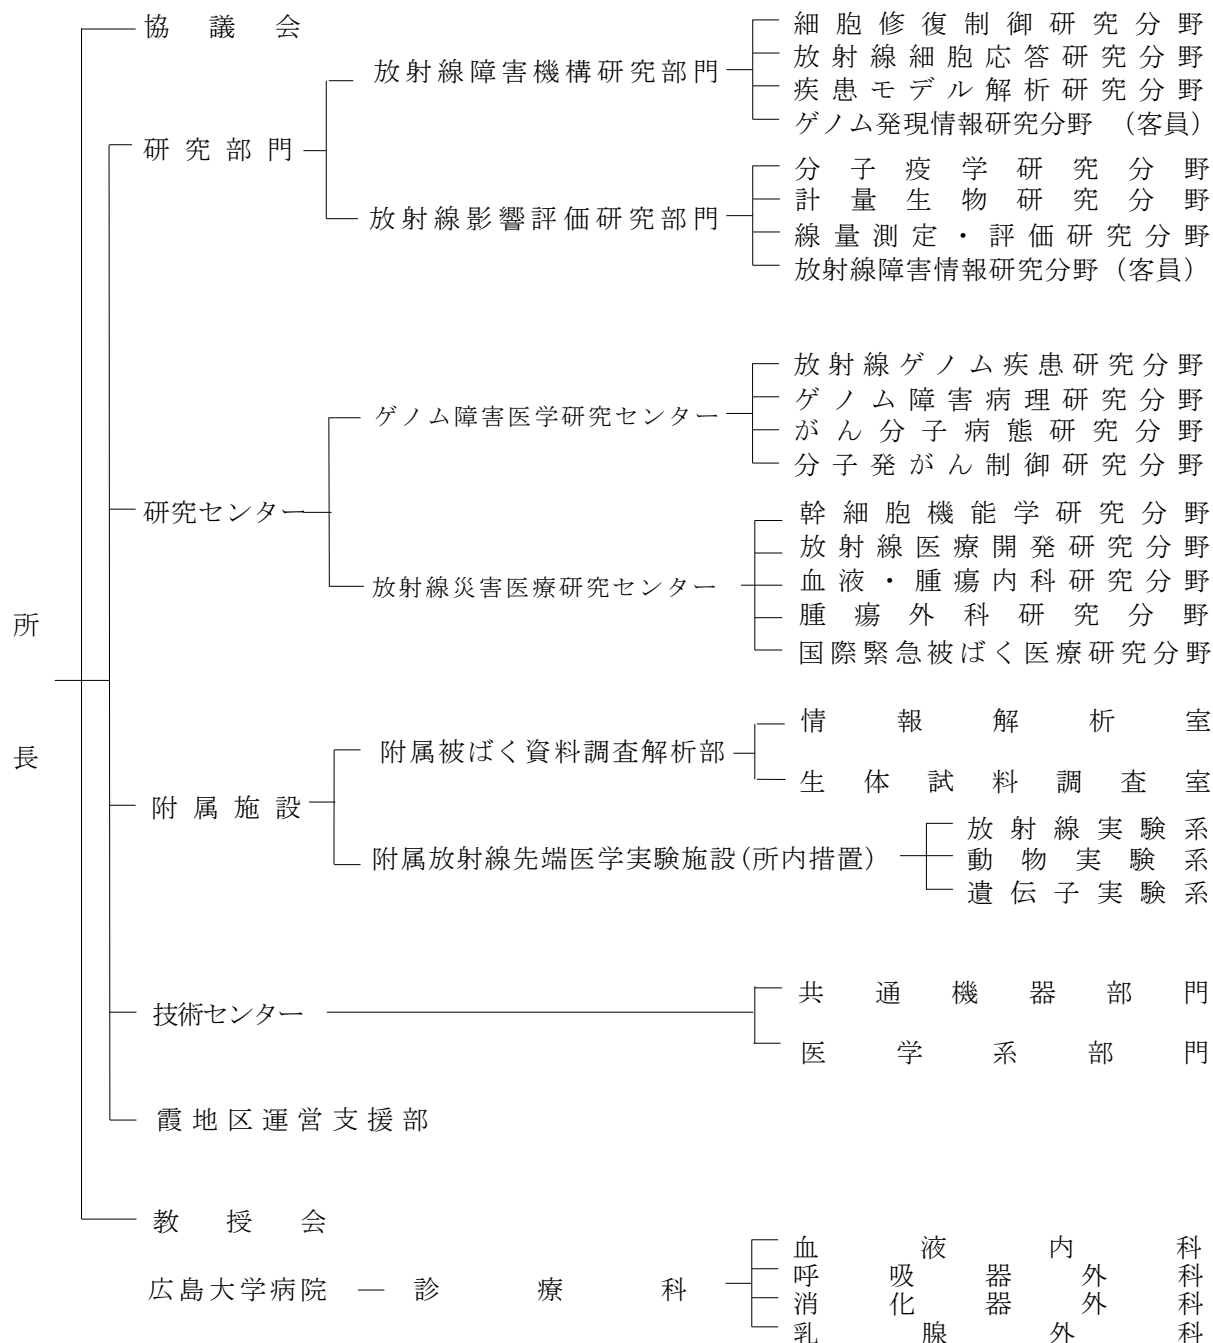 協議会
細胞修復制御研究分野
放射線障害機構研究部門
放射線細胞応答研究分野
疾患モデル解析研究分野
ゲノム発現情報研究分野 (客員)
研究部門
分子疫学研究分野
計量生物研究分野
放射線影響評価研究部門
線量測定・評価研究分野
放射線障害情報研究分野(客員)
放射線ゲノム疾患研究分野
ゲノム障害医学研究センター
ゲノム障害病理研究分野
がん分子病態研究分野
分子発がん制御研究分野
研究センター
幹細胞機能学研究分野
放射線医療開発研究分野
放射線災害医療研究センター
血液・腫瘍内科研究分野
腫瘍外科研究分野
国際緊急被ばく医療研究分野
所長
情報解析室
附属被ばく資料調査解析部
生体試料調査室
附属施設
放射線実験系
附属放射線先端医学実験施設(所内措置)
動物実験系
遺伝子実験系
共通機器部門
技術センター
医学系部門
霞地区運営支援部
教授会
血液内科
呼吸器外科
広島大学病院 ― 診療科
消化器外科
乳腺外科